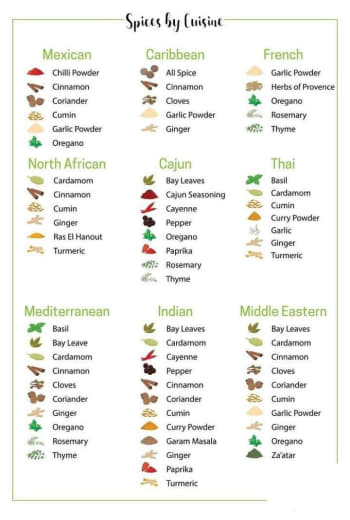 Spices by Cuisine
Mexican
Chilli Powder
Cinnamon
Coriander
Cumin
Garlic Powder
Oregano
Caribbean
All Spice
Cinnamon
Cloves
Garlic Powder
Ginger
French
Garlic Powder
Herbs of Provence
Oregano
Rosemary
Thyme
North African
Cardamom
Cinnamon
Cumin
Ginger
Ras El Hanout
Turmeric
Cajun
Bay Leaves
Cajun Seasoning
Cayenne
Pepper
Oregano
Paprika
Rosemary
Thyme
Thai
Basil
Cardamom
Cumin
Curry Powder
Garlic
Ginger
Turmeric
Mediterranean
Basil
Bay Leave
Cardamom
Cinnamon
Cloves
Coriander
Ginger
Oregano
Rosemary
Thyme
Indian
Bay Leaves
Cardamom
Cayenne
Pepper
Cinnamon
Coriander
Cumin
Curry Powder
Garam Masala
Ginger
Paprika
Turmeric
Middle Eastern
Bay Leaves
Cardamom
Cinnamon
Cloves
Coriander
Cumin
Garlic Powder
Ginger
Oregano
Za'atar